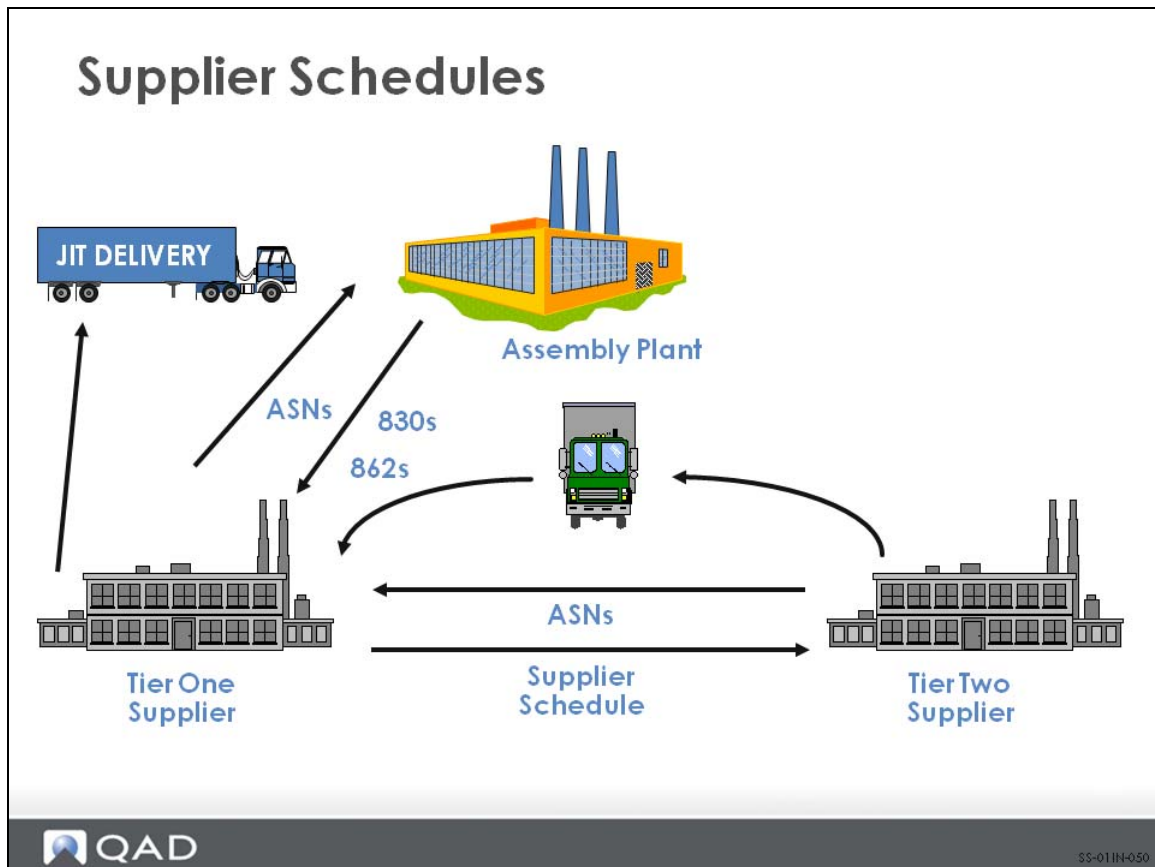 Supplier Schedules
JIT DELIVERY
Assembly Plant
ASNs
830s
862s
ASNs
Tier One
Supplier
Supplier
Schedule
Tier Two
Supplier
QAD
SS-01IN-050